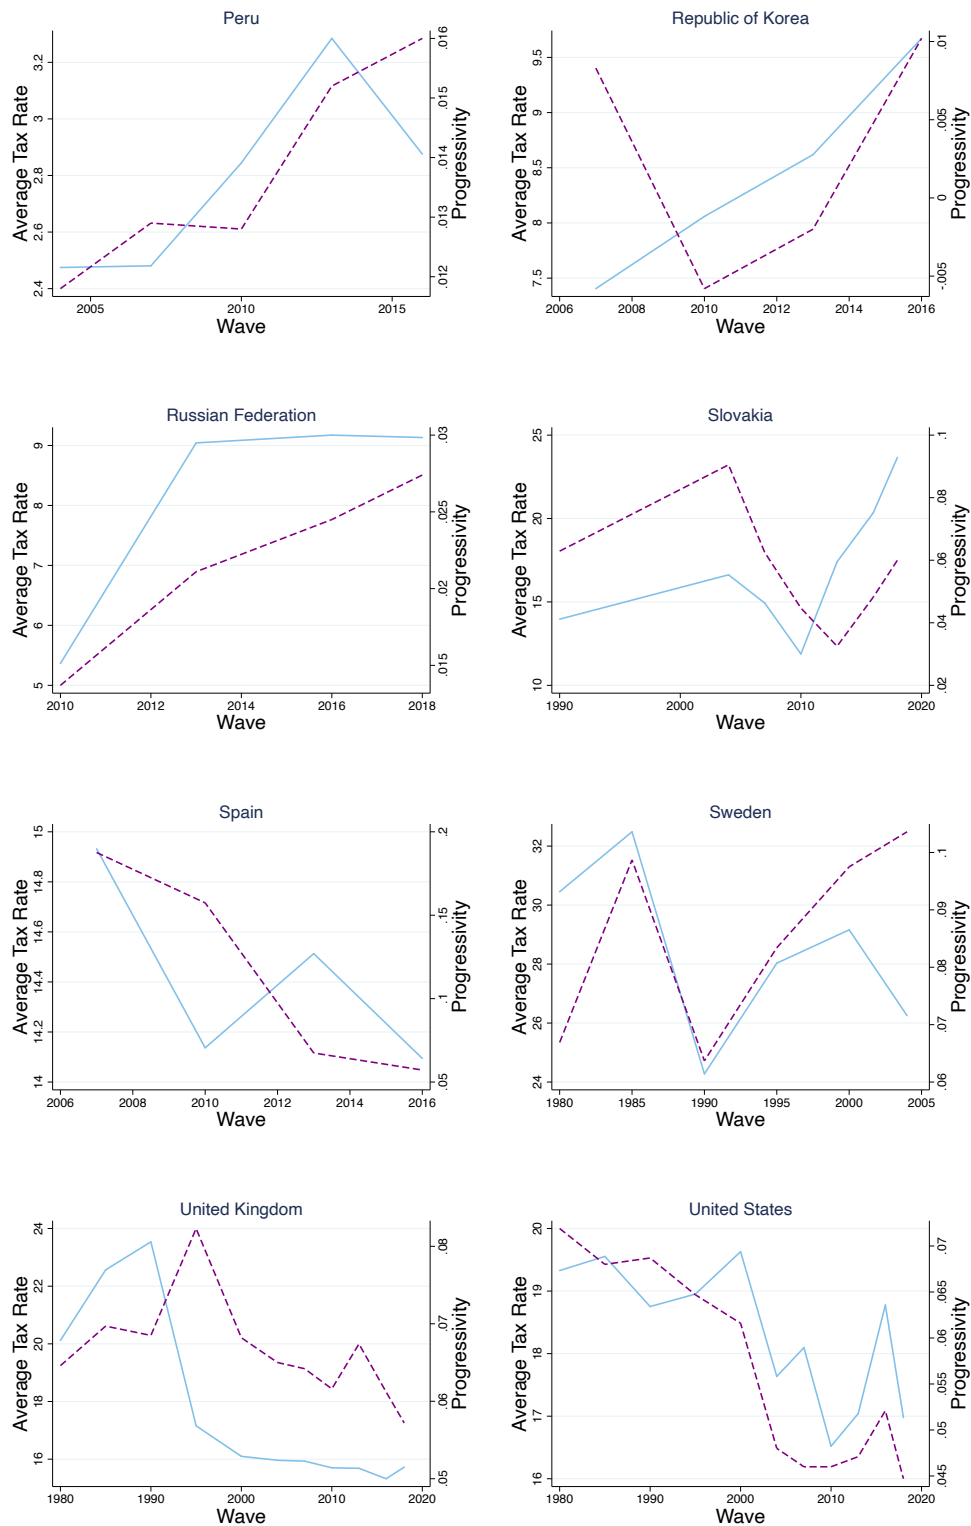 Peru
Average Tax Rate
2.4 2.6 2.8 3 3.2
.012 .013 .014 .015 .016
Progressivity
2005 2010 2015
Wave
Republic of Korea
Average Tax Rate
7.5 8 8.5 9 9.5
-.005 0 .005 .01
Progressivity
2006 2008 2010 2012 2014 2016
Wave
Russian Federation
Average Tax Rate
5 6 7 8 9
.015 .02 .025 .03
Progressivity
2010 2012 2014 2016 2018
Wave
Slovakia
Average Tax Rate
10 15 20 25
.02 .04 .06 .08 .1
Progressivity
1990 2000 2010 2020
Wave
Spain
Average Tax Rate
14 14.2 14.4 14.6 14.8 15
.05 .1 .15 .2
Progressivity
2006 2008 2010 2012 2014 2016
Wave
Sweden
Average Tax Rate
24 26 28 30 32
.06 .07 .08 .09 .1
Progressivity
1980 1985 1990 1995 2000 2005
Wave
United Kingdom
Average Tax Rate
16 18 20 22 24
.05 .06 .07 .08
Progressivity
1980 1990 2000 2010 2020
Wave
United States
Average Tax Rate
16 17 18 19 20
.045 .05 .055 .06 .065 .07
Progressivity
1980 1990 2000 2010 2020
Wave